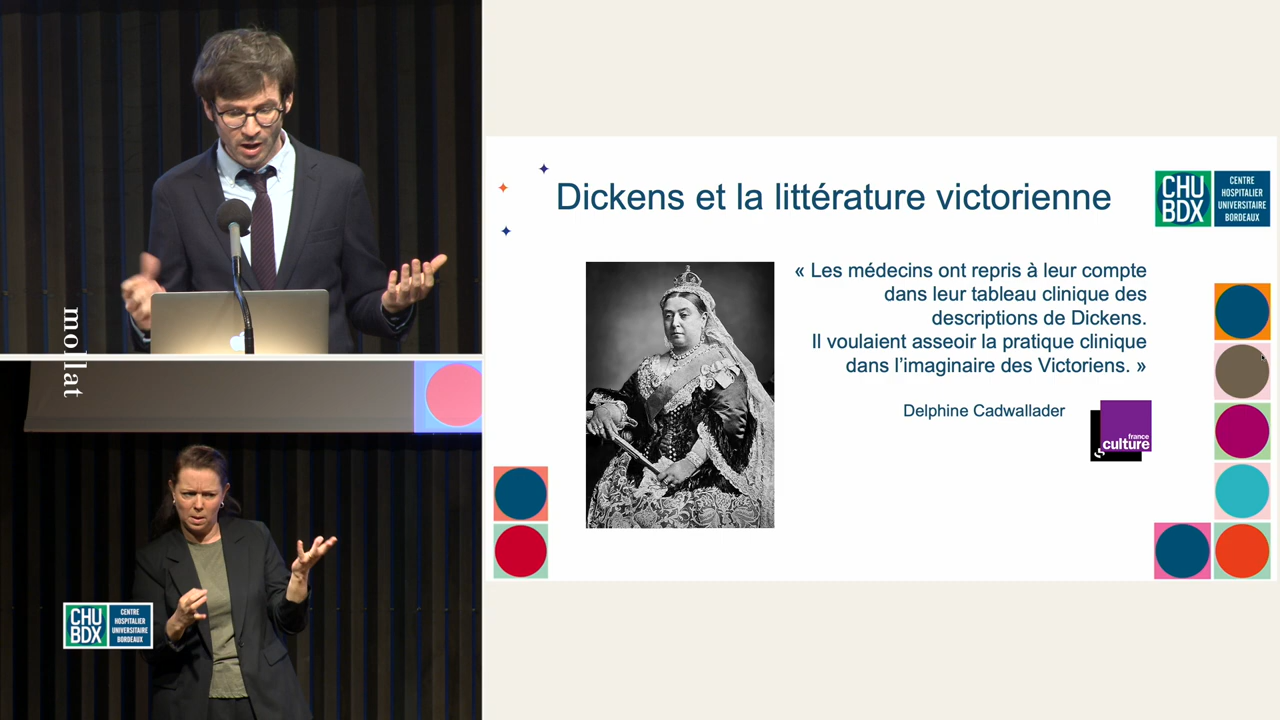 mollat
CHU
BDX
CENTRE
HOSPITALIER
UNIVERSITAIRE
BORDEAUX
Dickens et la littérature victorienne
CHU
BDX
CENTRE
HOSPITALIER
UNIVERSITAIRE
BORDEAUX
« Les médecins ont repris à leur compte
dans leur tableau clinique des
descriptions de Dickens.
Il voulaient asseoir la pratique clinique
dans l’imaginaire des Victoriens. »
Delphine Cadwallader
france
culture